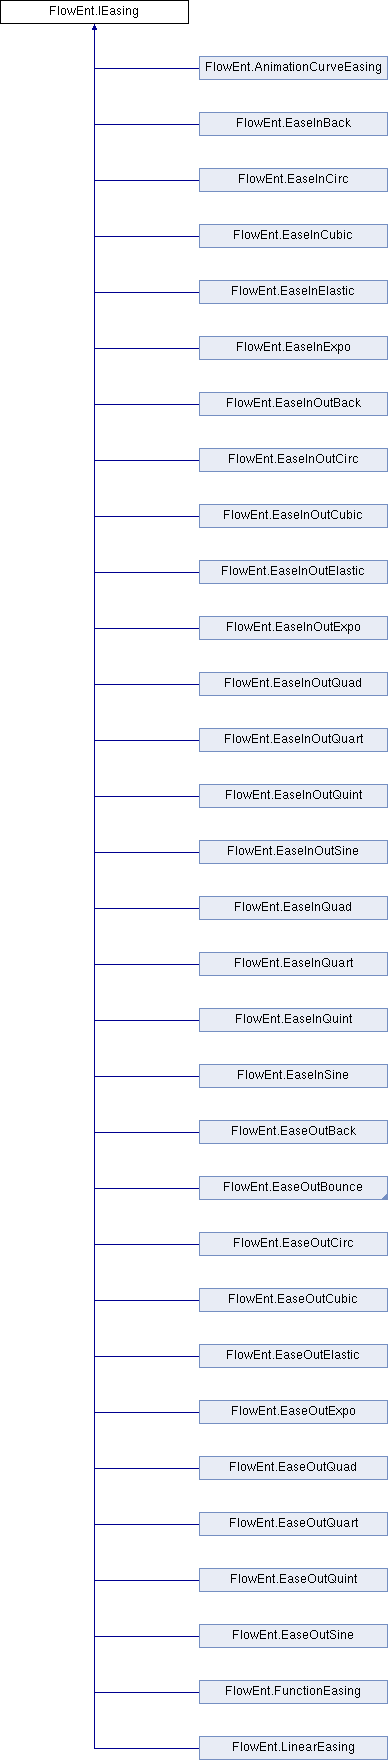 FlowEnt.IEasing
FlowEnt.AnimationCurveEasing
FlowEnt.EaseInBack
FlowEnt.EaseInCirc
FlowEnt.EaseInCubic
FlowEnt.EaseInElastic
FlowEnt.EaseInExpo
FlowEnt.EaseInOutBack
FlowEnt.EaseInOutCirc
FlowEnt.EaseInOutCubic
FlowEnt.EaseInOutElastic
FlowEnt.EaseInOutExpo
FlowEnt.EaseInOutQuad
FlowEnt.EaseInOutQuart
FlowEnt.EaseInOutQuint
FlowEnt.EaseInOutSine
FlowEnt.EaseInQuad
FlowEnt.EaseInQuart
FlowEnt.EaseInQuint
FlowEnt.EaseInSine
FlowEnt.EaseOutBack
FlowEnt.EaseOutBounce
FlowEnt.EaseOutCirc
FlowEnt.EaseOutCubic
FlowEnt.EaseOutElastic
FlowEnt.EaseOutExpo
FlowEnt.EaseOutQuad
FlowEnt.EaseOutQuart
FlowEnt.EaseOutQuint
FlowEnt.EaseOutSine
FlowEnt.FunctionEasing
FlowEnt.LinearEasing